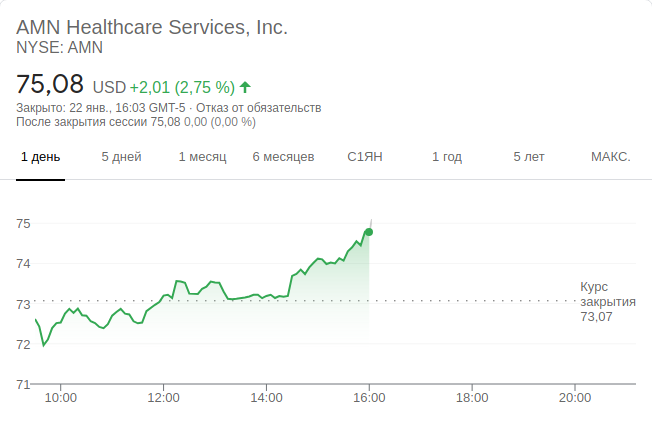 AMN Healthcare Services, Inc.
NYSE: AMN
75,08 USD +2,01 (2,75 %)
Закрыто: 22 янв., 16:03 GMT-5 · Отказ от обязательств
После закрытия сессии 75,08 0,00 (0,00 %)
1 день 5 дней 1 месяц 6 месяцев С1ЯН 1 год 5 лет МАКС.
75
74
73
72
71
Курс
закрытия
73,07
10:00 12:00 14:00 16:00 18:00 20:00